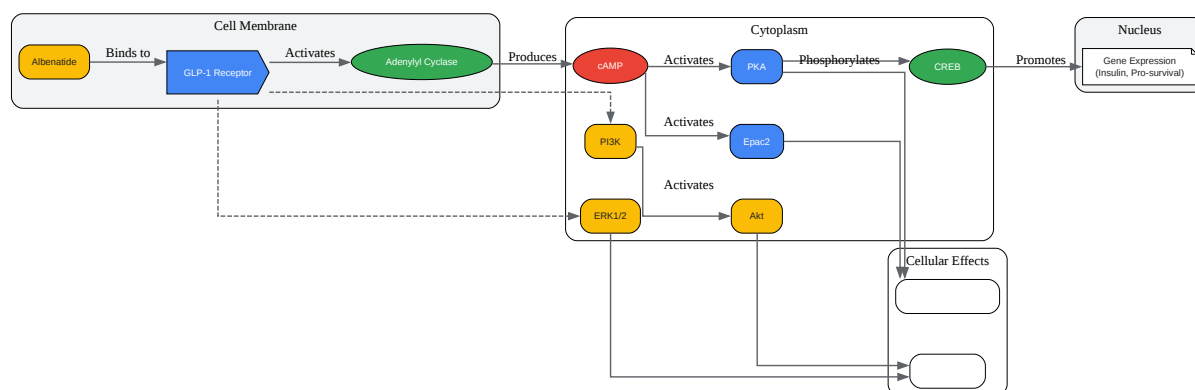 Cell Membrane
Cytoplasm
Nucleus
Albenatide
Binds to
GLP-1 Receptor
Activates
Adenylyl Cyclase
Produces
cAMP
Activates
PKA
Phosphorylates
CREB
Promotes
Gene Expression
(Insulin, Pro-survival)
PI3K
Activates
Epac2
Activates
ERK1/2
Akt
Cellular Effects